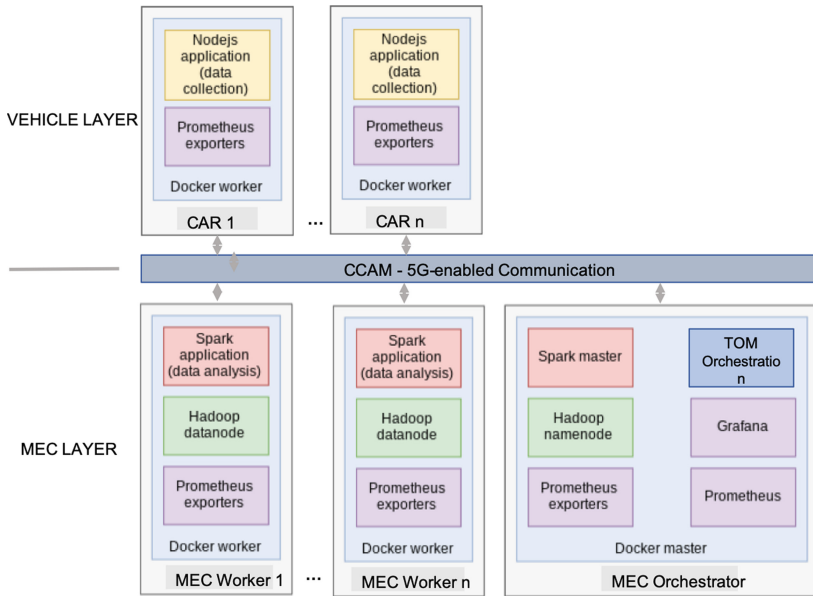 Nodejs
application
(data
collection)
Prometheus
exporters
Docker worker
CAR 1
...
Nodejs
application
(data
collection)
Prometheus
exporters
Docker worker
CAR n
VEHICLE LAYER
CCAM - 5G-enabled Communication
MEC LAYER
Spark
application
(data analysis)
Hadoop
datanode
Prometheus
exporters
Docker worker
MEC Worker 1
...
Spark
application
(data analysis)
Hadoop
datanode
Prometheus
exporters
Docker worker
MEC Worker n
Spark master
TOM
Orchestratio
n
Hadoop
namenode
Grafana
Prometheus
exporters
Prometheus
Docker master
MEC Orchestrator